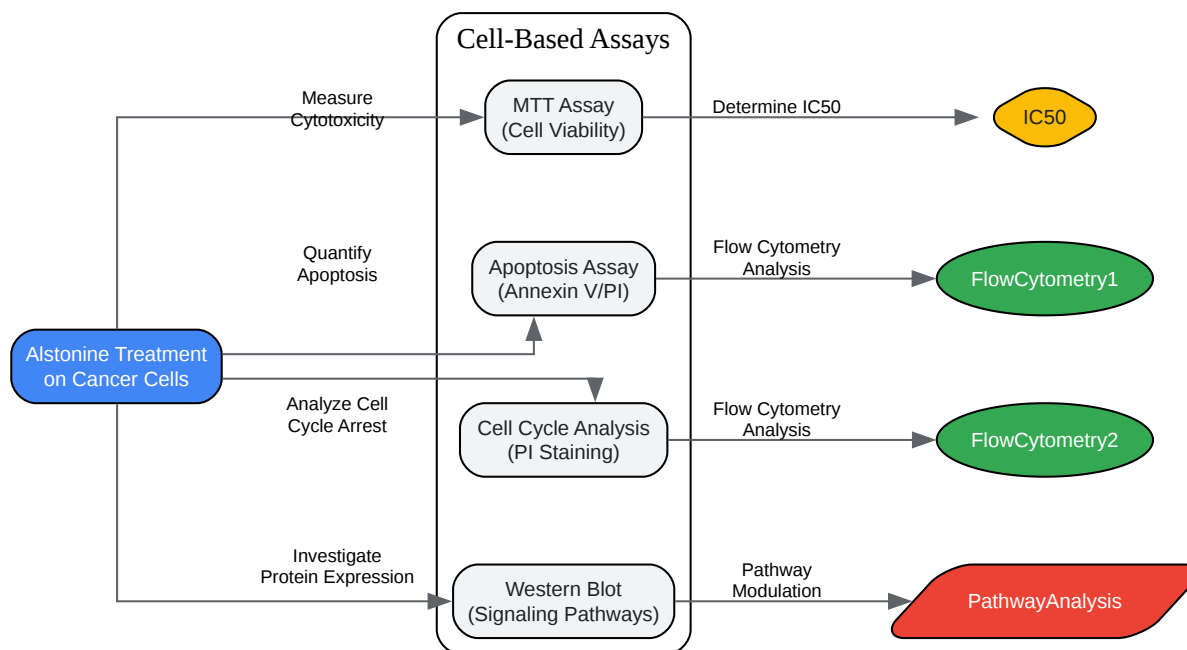 Cell-Based Assays
Measure
Cytotoxicity
MTT Assay
(Cell Viability)
Determine IC50
IC50
Quantify
Apoptosis
Apoptosis Assay
(Annexin V/PI)
Flow Cytometry
Analysis
FlowCytometry1
Alstonine Treatment
on Cancer Cells
Analyze Cell
Cycle Arrest
Cell Cycle Analysis
(PI Staining)
Flow Cytometry
Analysis
FlowCytometry2
Investigate
Protein Expression
Western Blot
(Signaling Pathways)
Pathway
Modulation
PathwayAnalysis